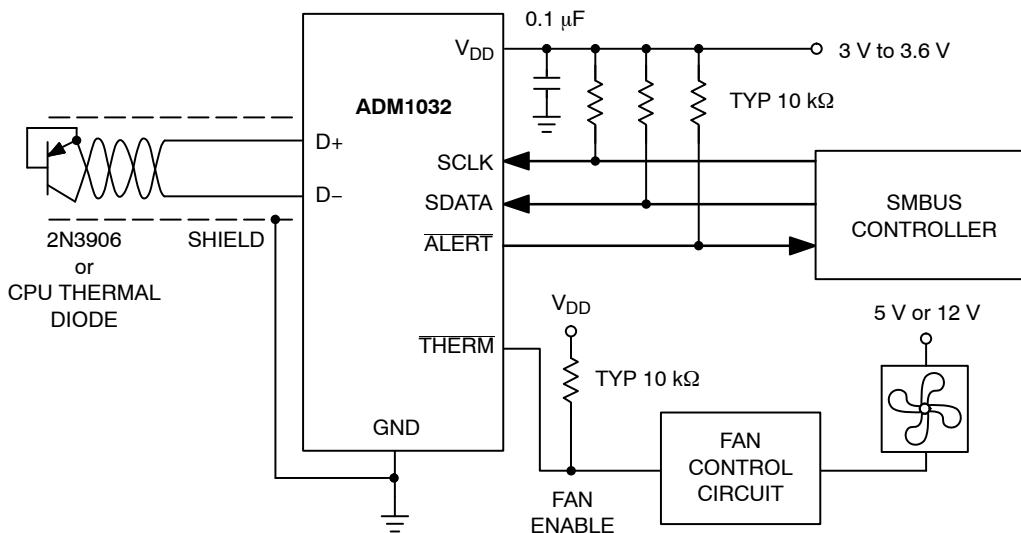 0.1 μF
VDD
3 V to 3.6 V
ADM1032
TYP 10 kΩ
D+
SCLK
D−
SDATA
SMBUS
CONTROLLER
2N3906
or
CPU THERMAL
DIODE
SHIELD
ALERT
VDD
5 V or 12 V
THERM
TYP 10 kΩ
GND
FAN
CONTROL
CIRCUIT
FAN
ENABLE